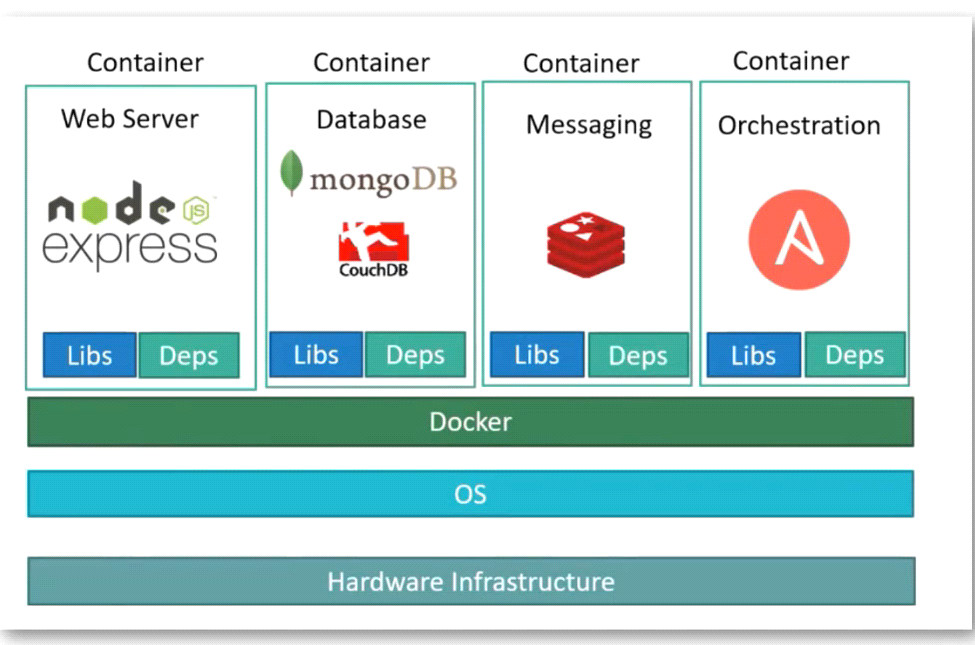 Container
Container
Container
Container
Web Server
Database
Messaging
Orchestration
node JS
express
mongoDB
CouchDB
Libs
Deps
Libs
Deps
Libs
Deps
Libs
Deps
Docker
OS
Hardware Infrastructure